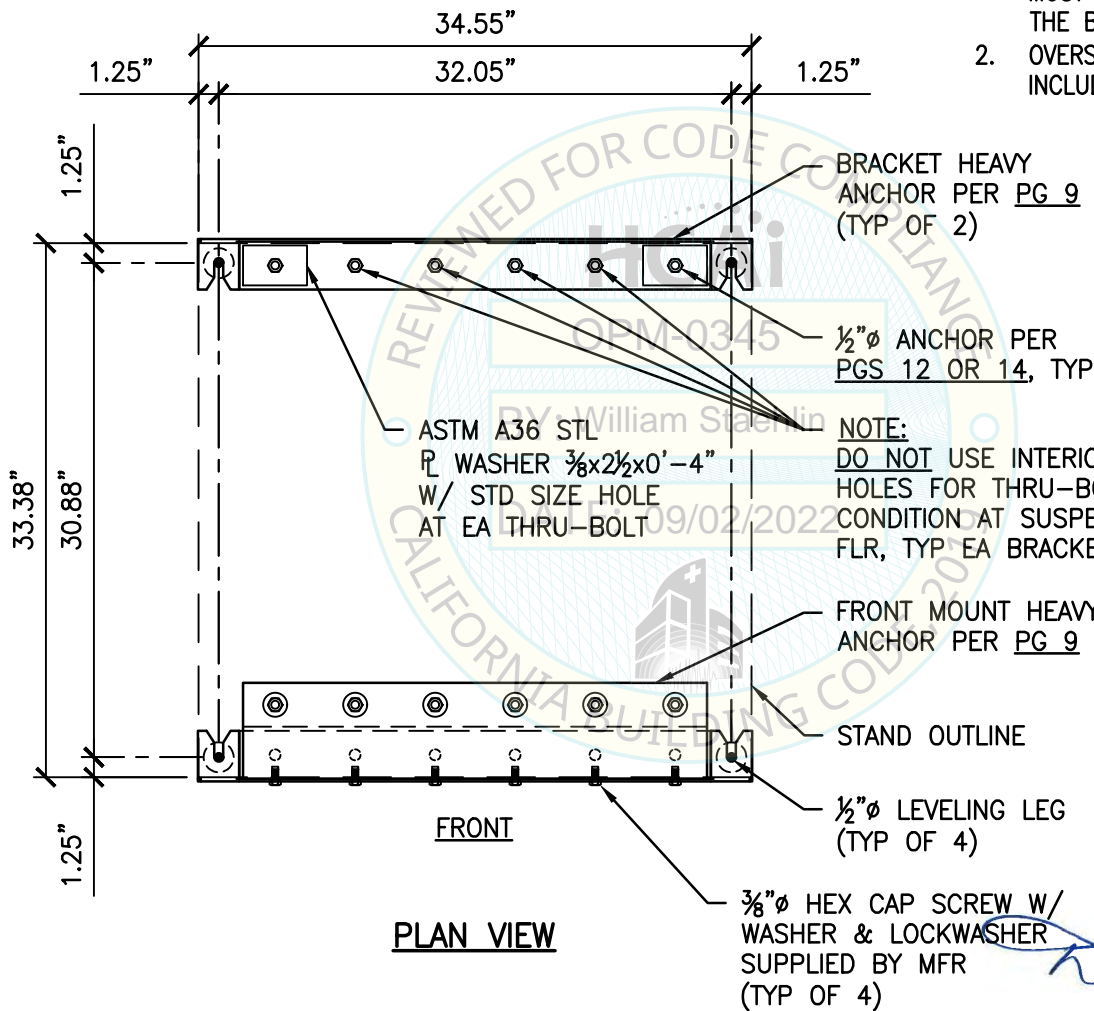 34.55"
1.25" 32.05" 1.25"
THE B
2. OVERS
INCLUD
1.25"
33.38"
30.88"
1.25"
BRACKET HEAVY
ANCHOR PER PG 9
(TYP OF 2)
½"ø ANCHOR PER
PGS 12 OR 14, TYP
ASTM A36 STL
PL WASHER ⅜x2½x0'-4"
W/ STD SIZE HOLE
AT EA THRU-BOLT
NOTE:
DO NOT USE INTERIO
HOLES FOR THRU-BO
CONDITION AT SUSPE
FLR, TYP EA BRACKE
FRONT MOUNT HEAVY
ANCHOR PER PG 9
STAND OUTLINE
½"ø LEVELING LEG
(TYP OF 4)
FRONT
⅜"ø HEX CAP SCREW W/
WASHER & LOCKWASHER
SUPPLIED BY MFR
(TYP OF 4)
PLAN VIEW
REVIEWED FOR CODE COMPLIANCE
HCAi
OPM-0345
BY: William Staehlin
DATE: 09/02/2022
CALIFORNIA BUILDING CODE, 2019